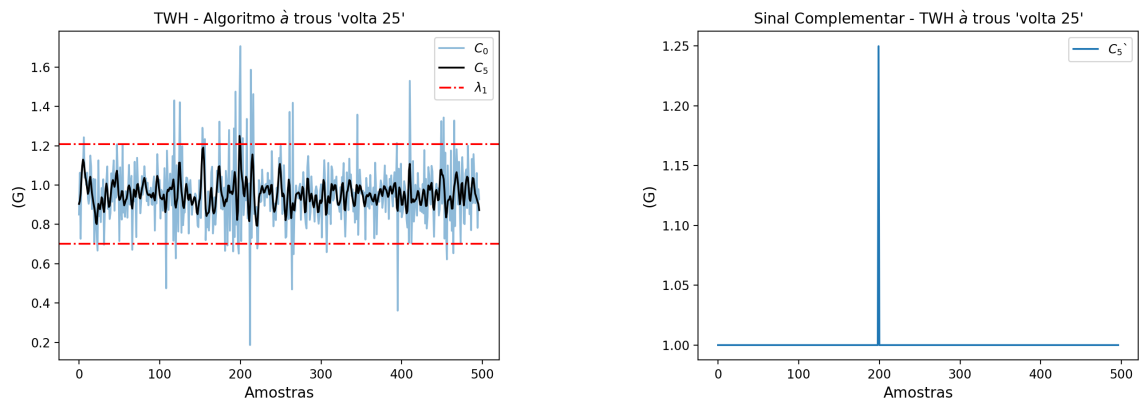 TWH - Algoritmo à trous 'volta 25'
C₀
C₅
λ₁
1.6
1.4
1.2
1.0
0.8
0.6
0.4
0.2
(G)
0
100
200
300
400
500
Amostras
Sinal Complementar - TWH à trous 'volta 25'
C₅`
1.25
1.20
1.15
1.10
1.05
1.00
(G)
0
100
200
300
400
500
Amostras